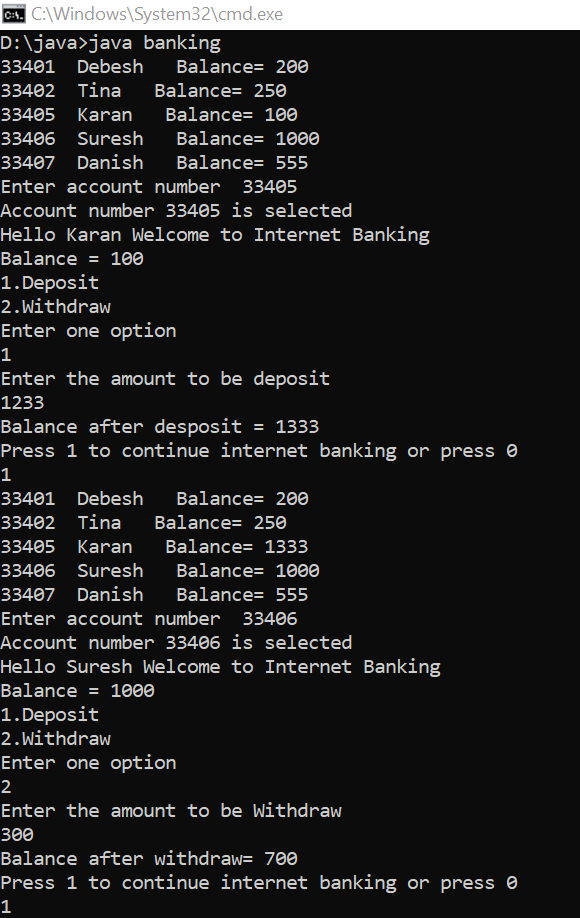 C:\Windows\System32\cmd.exe
D:\java>java banking
33401  Debesh   Balance= 200
33402  Tina   Balance= 250
33405  Karan   Balance= 100
33406  Suresh   Balance= 1000
33407  Danish   Balance= 555
Enter account number  33405
Account number 33405 is selected
Hello Karan Welcome to Internet Banking
Balance = 100
1.Deposit
2.Withdraw
Enter one option
1
Enter the amount to be deposit
1233
Balance after desposit = 1333
Press 1 to continue internet banking or press 0
1
33401  Debesh   Balance= 200
33402  Tina   Balance= 250
33405  Karan   Balance= 1333
33406  Suresh   Balance= 1000
33407  Danish   Balance= 555
Enter account number  33406
Account number 33406 is selected
Hello Suresh Welcome to Internet Banking
Balance = 1000
1.Deposit
2.Withdraw
Enter one option
2
Enter the amount to be Withdraw
300
Balance after withdraw= 700
Press 1 to continue internet banking or press 0
1